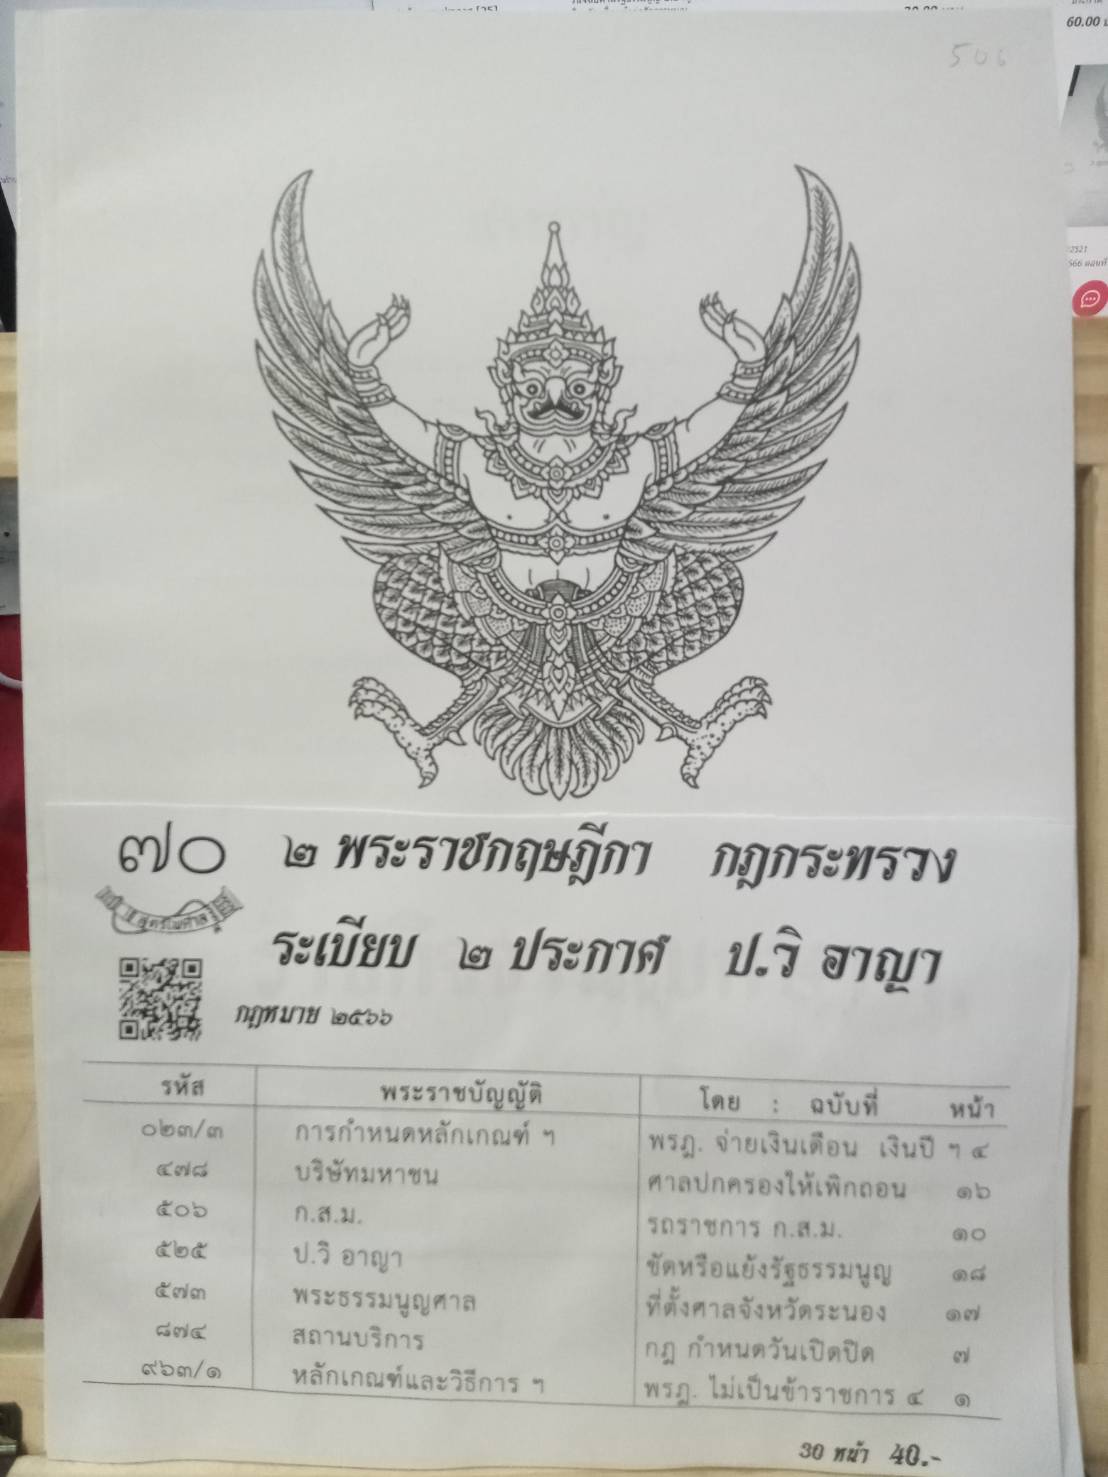 506
60.00
๗๐ ๒ พระราชกฤษฎีกา กฎกระทรวง
สูตรไพศาล
ระเบียบ ๒ ประกาศ ป.วิ อาญา
กฎหมาย ๒๕๖๖
รหัส พระราชบัญญัติ โดย : ฉบับที่ หน้า
๐๒๓/๓ การกำหนดหลักเกณฑ์ ฯ พรฎ. จ่ายเงินเดือน เงินปี ฯ ๔
๔๗๘ บริษัทมหาชน ศาลปกครองให้เพิกถอน ๑๖
๕๐๖ ก.ส.ม. รถราชการ ก.ส.ม. ๑๐
๕๒๕ ป.วิ อาญา ขัดหรือแย้งรัฐธรรมนูญ ๑๘
๕๗๓ พระธรรมนูญศาล ที่ตั้งศาลจังหวัดระนอง ๑๗
๘๗๔ สถานบริการ กฎ กำหนดวันเปิดปิด ๗
๙๖๓/๑ หลักเกณฑ์และวิธีการ ฯ พรฎ. ไม่เป็นข้าราชการ ๔ ๑
30 หน้า 40.-